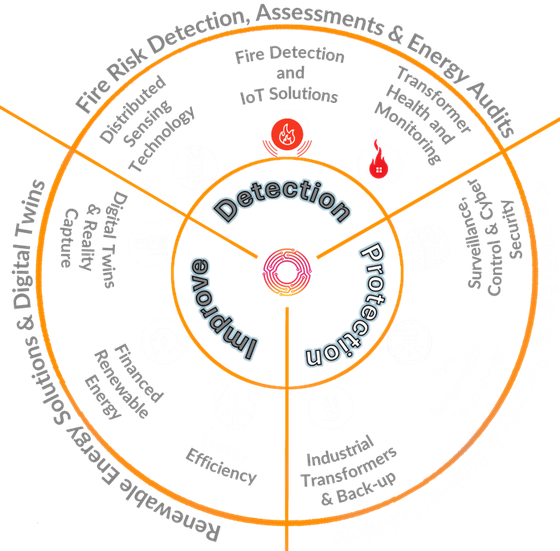 Fire Risk Detection, Assessments & Energy Audits
Distributed
Sensing
Technology
Fire Detection
and
IoT Solutions
Transformer
Health and
Monitoring
Detection
Protection
Improve
Surveillance,
Control & Cyber
Security
Industrial
Transformers
& Back-up
Digital Twins
& Reality
Capture
Financed
Renewable
Energy
Efficiency
Renewable Energy Solutions & Digital Twins